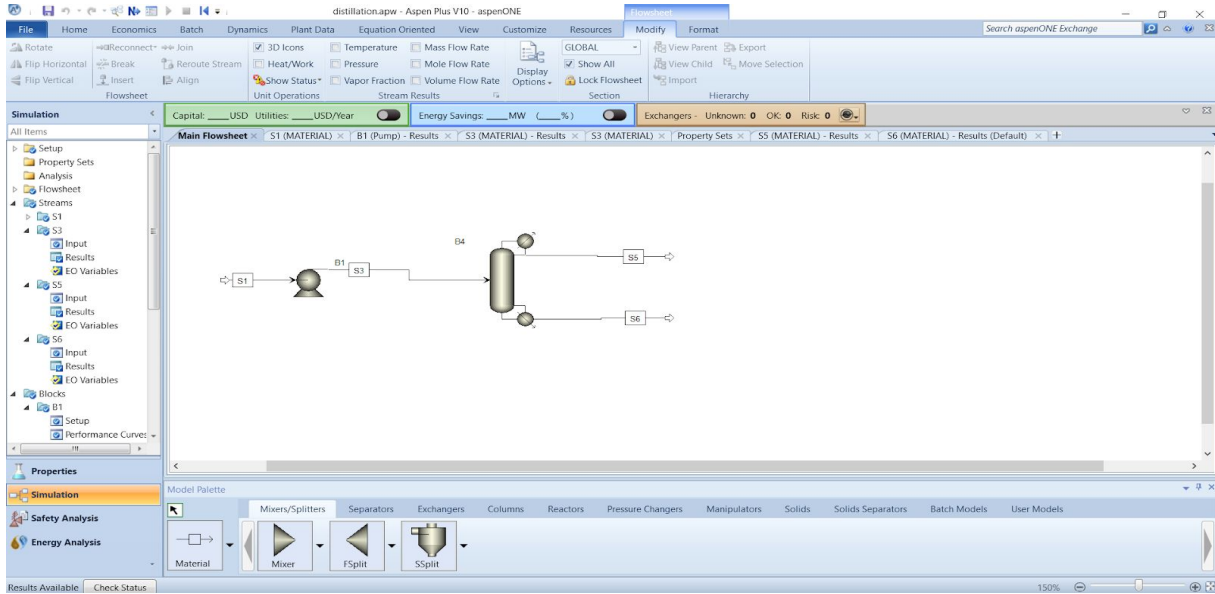 distillation.apw - Aspen Plus V10 - aspenONE
Flowsheet
File Home Economics Batch Dynamics Plant Data Equation Oriented View Customize Resources Modify Format
Search aspenONE Exchange
Rotate Reconnect Join 3D Icons Temperature Mass Flow Rate GLOBAL View Parent Export
Flip Horizontal Break Reroute Stream Heat/Work Pressure Mole Flow Rate Display Options Show All View Child Move Selection
Flip Vertical Insert Align Show Status Vapor Fraction Volume Flow Rate Lock Flowsheet Import
Flowsheet Unit Operations Stream Results Section Hierarchy
Simulation
Capital: ____USD Utilities: ____USD/Year Energy Savings: ____MW (____%) Exchangers - Unknown: 0 OK: 0 Risk: 0
All Items
Main Flowsheet S1 (MATERIAL) B1 (Pump) - Results S3 (MATERIAL) - Results S3 (MATERIAL) Property Sets S5 (MATERIAL) - Results S6 (MATERIAL) - Results (Default) +
Setup
Property Sets
Analysis
Flowsheet
Streams
S1
S3
Input
Results
EO Variables
S5
Input
Results
EO Variables
S6
Input
Results
EO Variables
Blocks
B1
Setup
Performance Curves
B4
S5
B1
S3
S1
S6
Properties
Simulation
Safety Analysis
Energy Analysis
Model Palette
Mixers/Splitters Separators Exchangers Columns Reactors Pressure Changers Manipulators Solids Solids Separators Batch Models User Models
Material Mixer FSplit SSplit
Results Available Check Status
150%